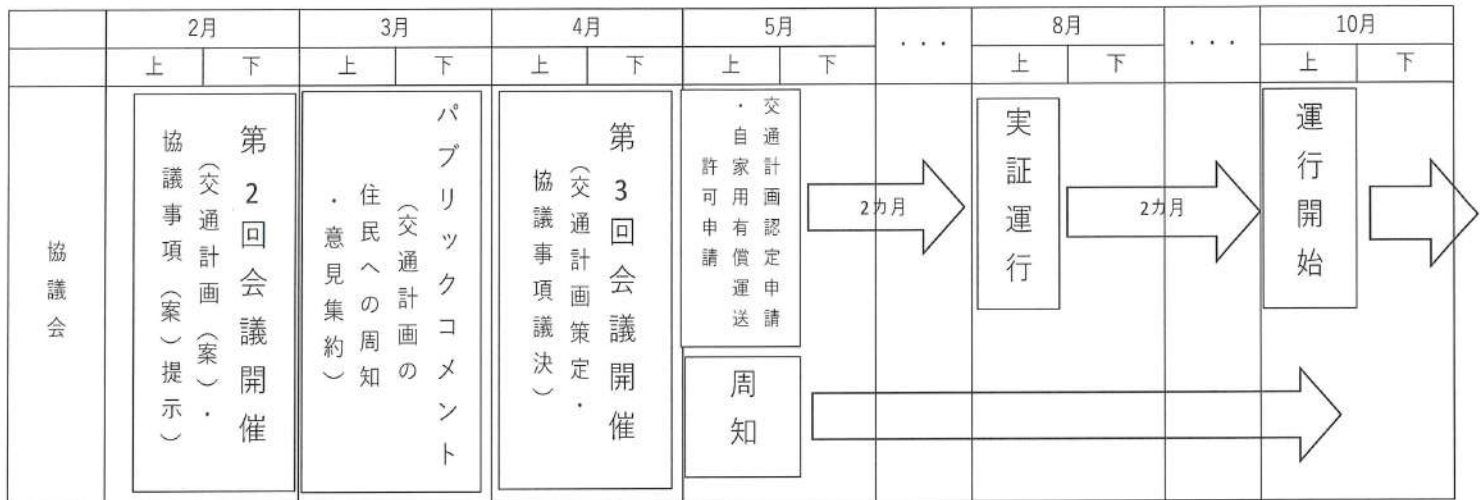 2月
3月
4月
5月
・・・
8月
・・・
10月
上
下
上
下
上
下
上
下
上
下
上
下
協議会
第2回会議開催
（交通計画（案）・
協議事項（案）提示）
パブリックコメント
（交通計画の
住民への周知
・意見集約）
第3回会議開催
（交通計画策定・
協議事項議決）
交通計画認定申請
・自家用有償運送
許可申請
2カ月
実証運行
2カ月
運行開始
周知